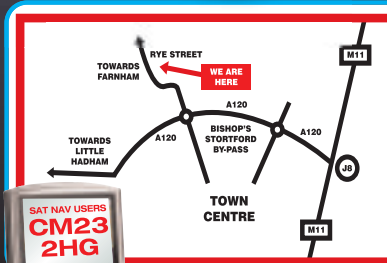 RYE STREET
M11
TOWARDS
FARNHAM
WE ARE
HERE
A120
TOWARDS
LITTLE
HADHAM
A120
BISHOP'S
STORTFORD
BY-PASS
A120
J8
TOWN
CENTRE
M11
SAT NAV USERS
CM23
2HG